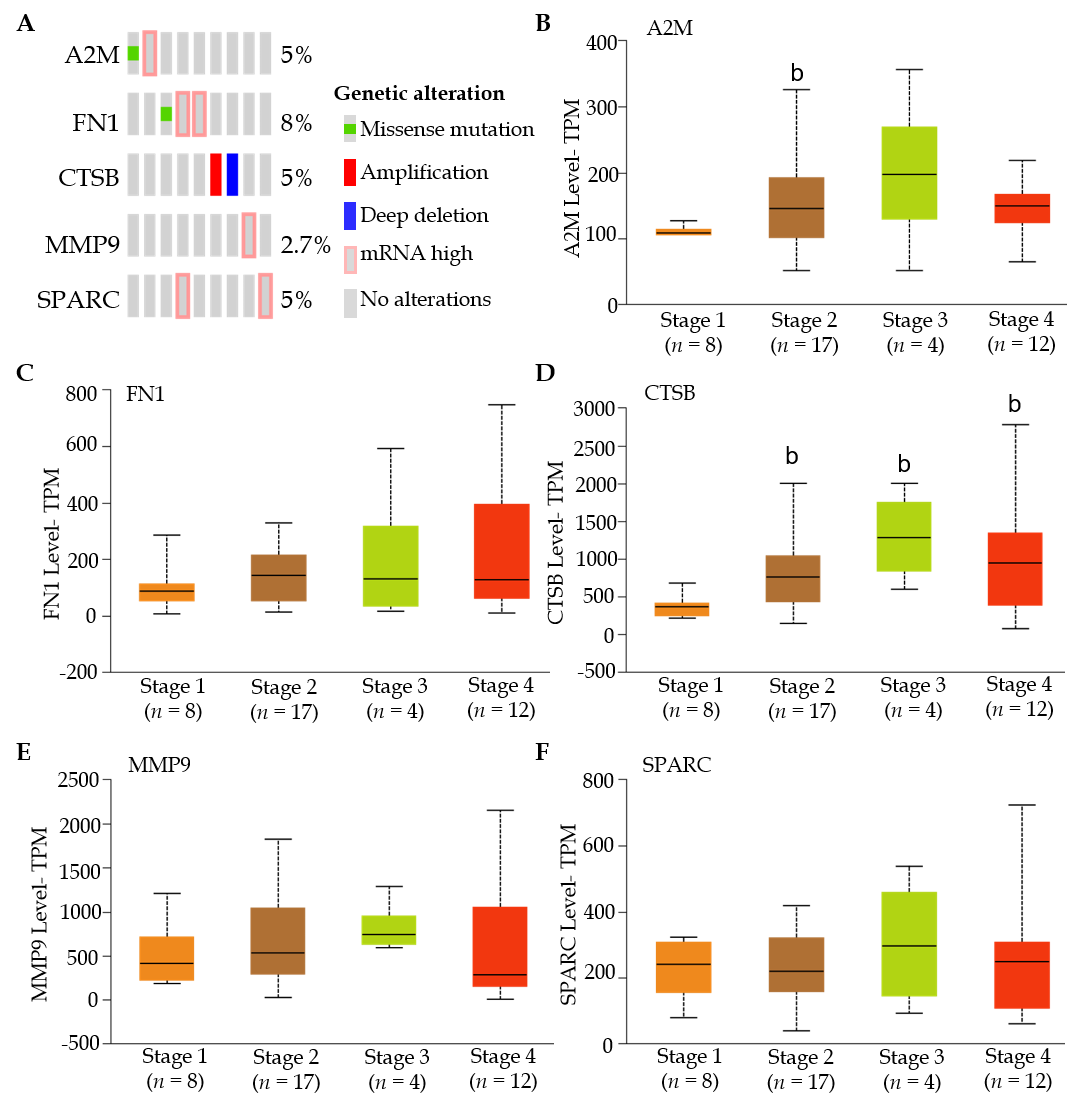 A
A2M 5%
FN1 8%
CTSB 5%
MMP9 2.7%
SPARC 5%
Genetic alteration
Missense mutation
Amplification
Deep deletion
mRNA high
No alterations
B
A2M
A2M Level- TPM
400
300
200
100
0
b
Stage 1 Stage 2 Stage 3 Stage 4
(n = 8) (n = 17) (n = 4) (n = 12)
C
FN1
FN1 Level- TPM
800
600
400
200
0
-200
Stage 1 Stage 2 Stage 3 Stage 4
(n = 8) (n = 17) (n = 4) (n = 12)
D
CTSB
CTSB Level- TPM
3000
2500
2000
1500
1000
500
0
-500
b b b
Stage 1 Stage 2 Stage 3 Stage 4
(n = 8) (n = 17) (n = 4) (n = 12)
E
MMP9
MMP9 Level- TPM
2500
2000
1500
1000
500
0
-500
Stage 1 Stage 2 Stage 3 Stage 4
(n = 8) (n = 17) (n = 4) (n = 12)
F
SPARC
SPARC Level- TPM
800
600
400
200
0
Stage 1 Stage 2 Stage 3 Stage 4
(n = 8) (n = 17) (n = 4) (n = 12)